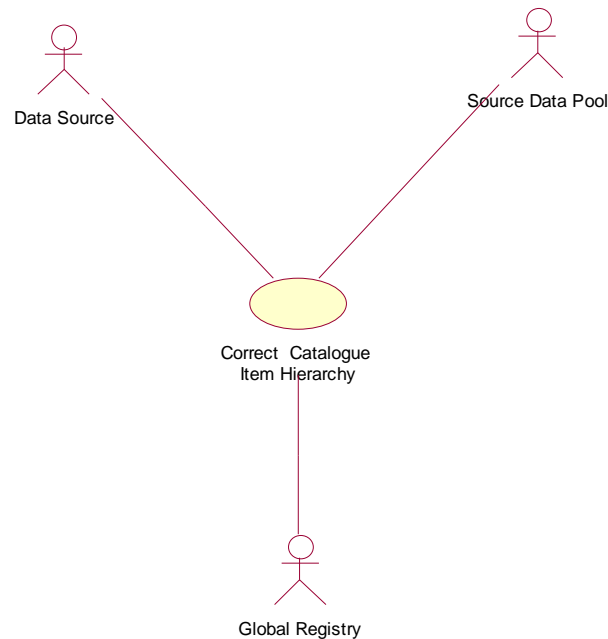 Source Data Pool
Data Source
Correct Catalogue
Item Hierarchy
Global Registry